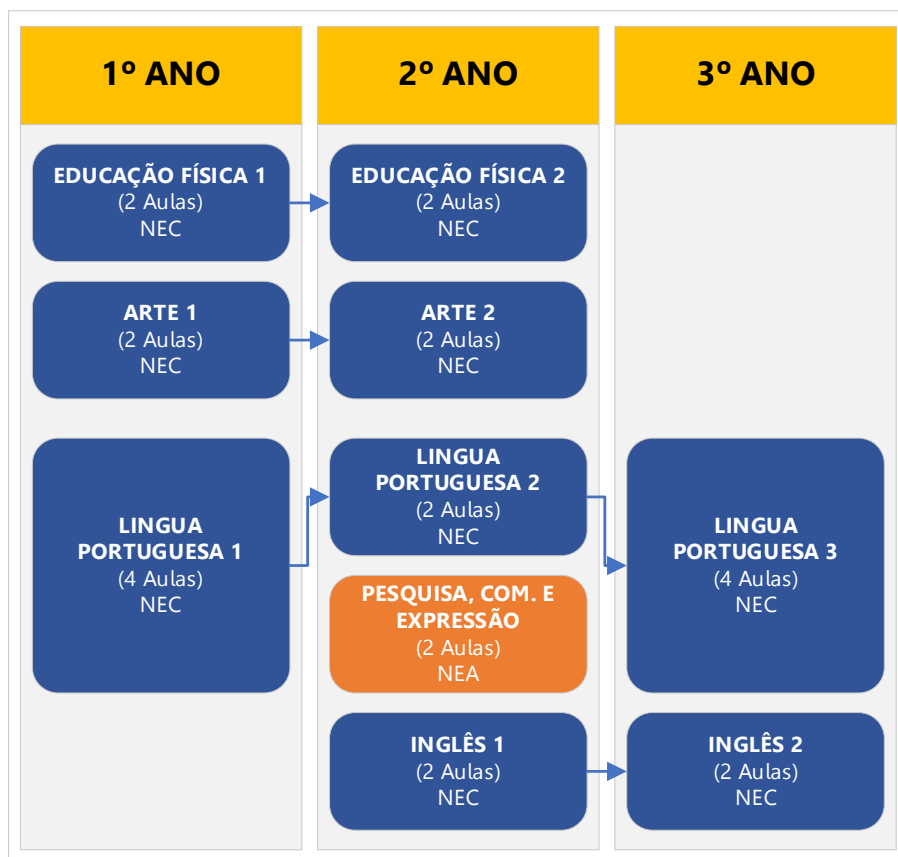 1º ANO
2º ANO
3º ANO
EDUCAÇÃO FÍSICA 1
(2 Aulas)
NEC
EDUCAÇÃO FÍSICA 2
(2 Aulas)
NEC
ARTE 1
(2 Aulas)
NEC
ARTE 2
(2 Aulas)
NEC
LINGUA
PORTUGUESA 1
(4 Aulas)
NEC
LINGUA
PORTUGUESA 2
(2 Aulas)
NEC
LINGUA
PORTUGUESA 3
(4 Aulas)
NEC
PESQUISA, COM. E
EXPRESSÃO
(2 Aulas)
NEA
INGLÊS 1
(2 Aulas)
NEC
INGLÊS 2
(2 Aulas)
NEC